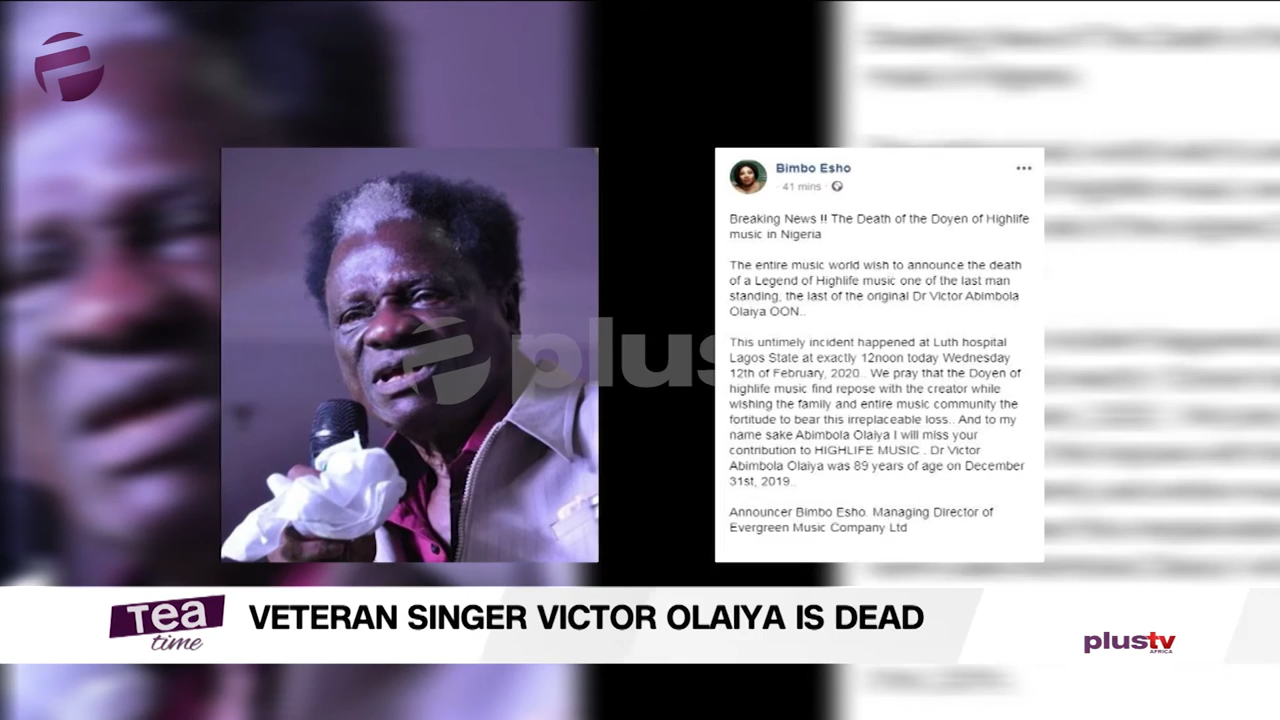 plus
Bimbo Esho
41 mins
Breaking News !! The Death of the Doyen of Highlife
music in Nigeria
The entire music world wish to announce the death
of a Legend of Highlife music one of the last man
standing, the last of the original Dr Victor Abimbola
Olaiya OON..
This untimely incident happened at Luth hospital
Lagos State at exactly 12noon today Wednesday
12th of February, 2020.. We pray that the Doyen of
highlife music find repose with the creator while
wishing the family and entire music community the
fortitude to bear this irreplaceable loss.. And to my
name sake Abimbola Olaiya I will miss your
contribution to HIGHLIFE MUSIC . Dr Victor
Abimbola Olaiya was 89 years of age on December
31st, 2019..
Announcer Bimbo Esho. Managing Director of
Evergreen Music Company Ltd
Tea
time
VETERAN SINGER VICTOR OLAIYA IS DEAD
plustv
AFRICA